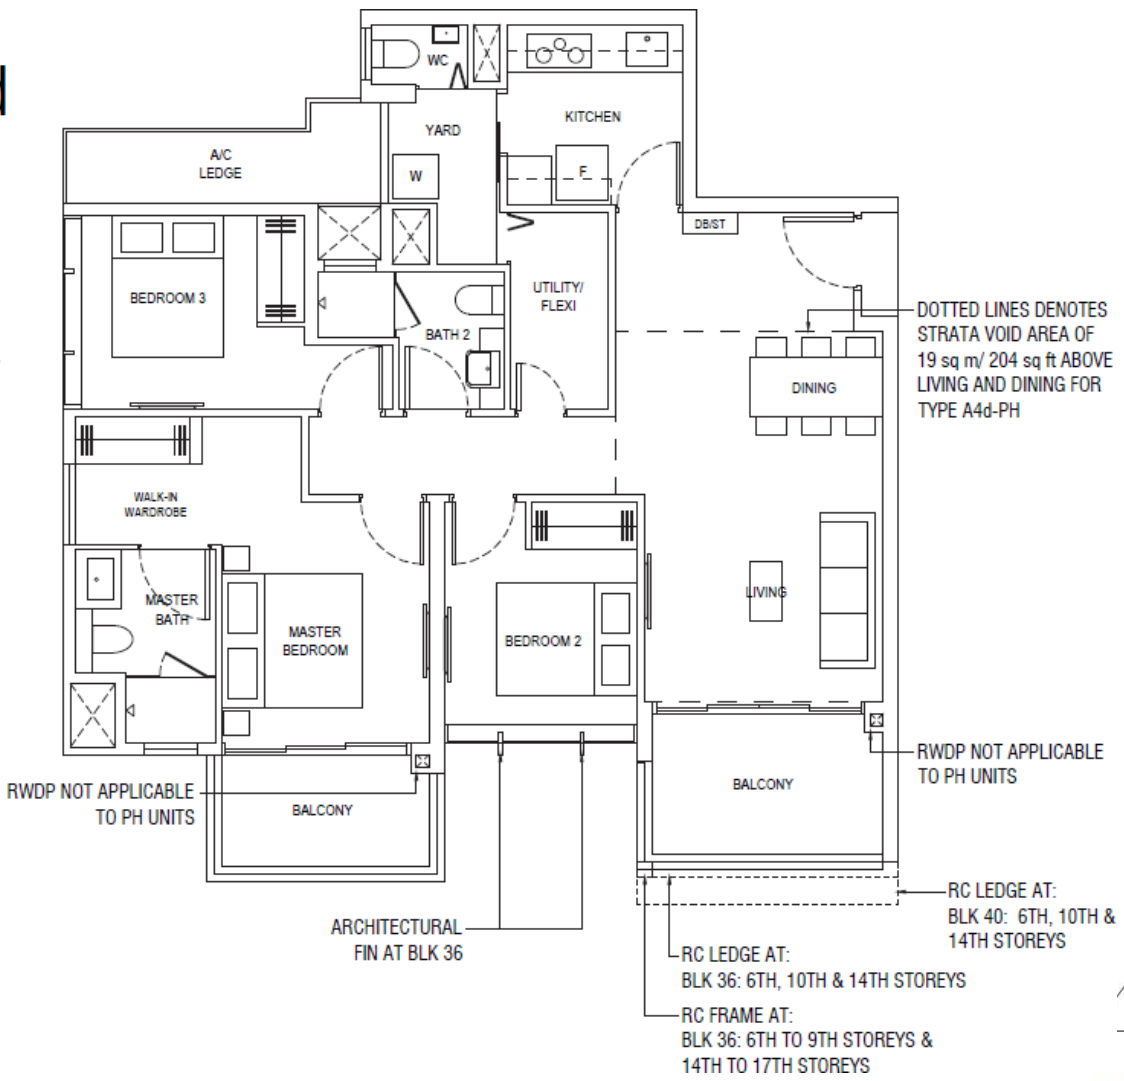 d
WC
KITCHEN
YARD
A/C
LEDGE
W
F
DB/ST
BEDROOM 3
UTILITY/
FLEXI
BATH 2
DOTTED LINES DENOTES
STRATA VOID AREA OF
19 sq m/ 204 sq ft ABOVE
LIVING AND DINING FOR
TYPE A4d-PH
DINING
WALK-IN
WARDROBE
MASTER
BATH
LIVING
MASTER
BEDROOM
BEDROOM 2
RWDP NOT APPLICABLE
TO PH UNITS
RWDP NOT APPLICABLE
TO PH UNITS
BALCONY
BALCONY
RC LEDGE AT:
BLK 40: 6TH, 10TH &
14TH STOREYS
ARCHITECTURAL
FIN AT BLK 36
RC LEDGE AT:
BLK 36: 6TH, 10TH & 14TH STOREYS
RC FRAME AT:
BLK 36: 6TH TO 9TH STOREYS &
14TH TO 17TH STOREYS